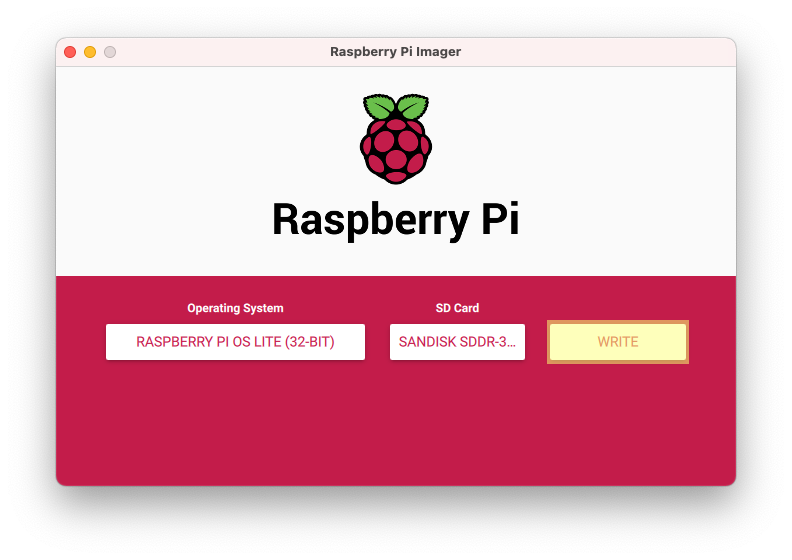 Raspberry Pi Imager
Raspberry Pi
Operating System
SD Card
RASPBERRY PI OS LITE (32-BIT)
SANDISK SDDR-3...
WRITE